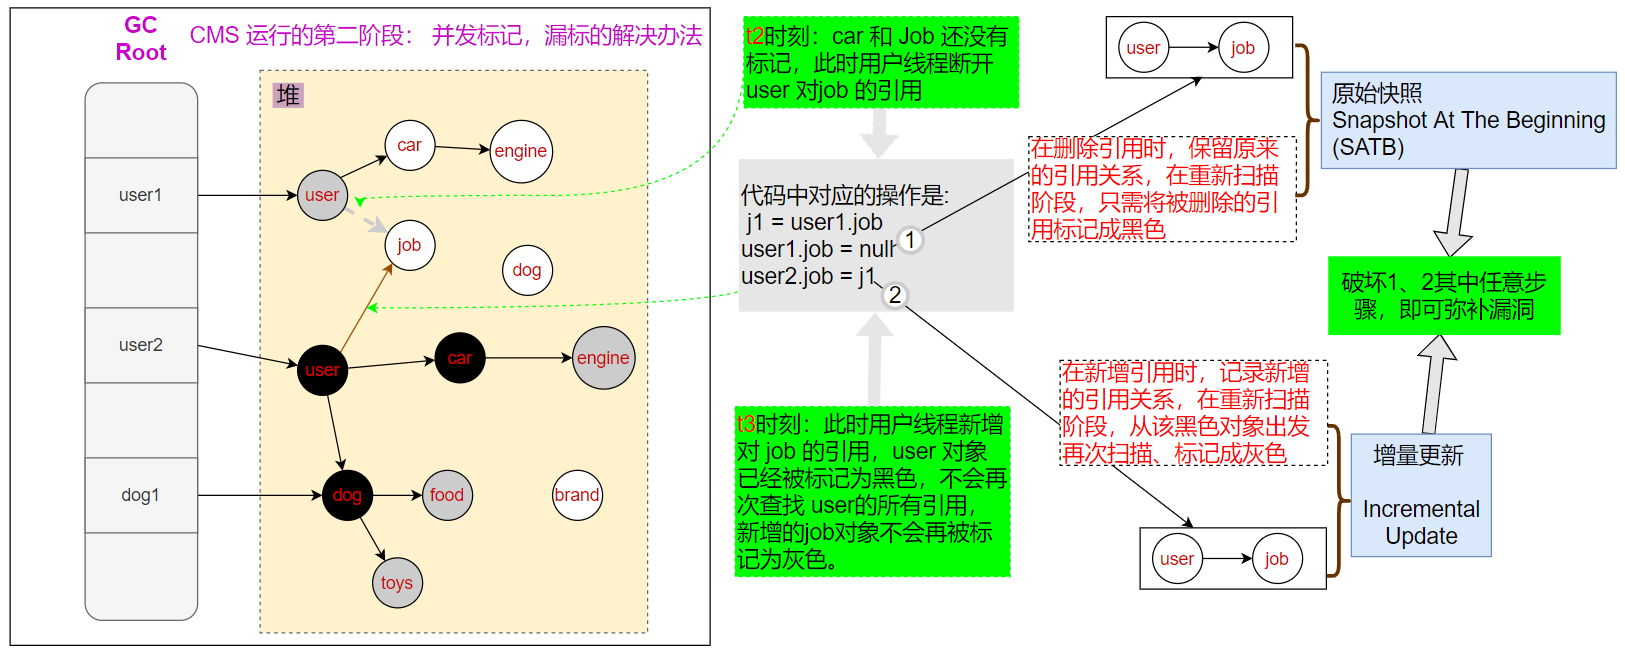 GC
Root
CMS 运行的第二阶段： 并发标记，漏标的解决办法
堆
user1
user2
dog1
car
engine
user
job
dog
user
car
engine
dog
food
brand
toys
t2时刻：car 和 Job 还没有
标记，此时用户线程断开
user 对job 的引用
代码中对应的操作是:
j1 = user1.job
user1.job = null
user2.job = j1
1
2
t3时刻：此时用户线程新增
对 job 的引用，user 对象
已经被标记为黑色，不会再
次查找 user的所有引用，
新增的job对象不会再被标
记为灰色。
user
job
在删除引用时，保留原来
的引用关系，在重新扫描
阶段，只需将被删除的引
用标记成黑色
原始快照
Snapshot At The Beginning
(SATB)
破坏1、2其中任意步
骤，即可弥补漏洞
在新增引用时，记录新增
的引用关系，在重新扫描
阶段，从该黑色对象出发
再次扫描、标记成灰色
增量更新
Incremental
Update
user
job